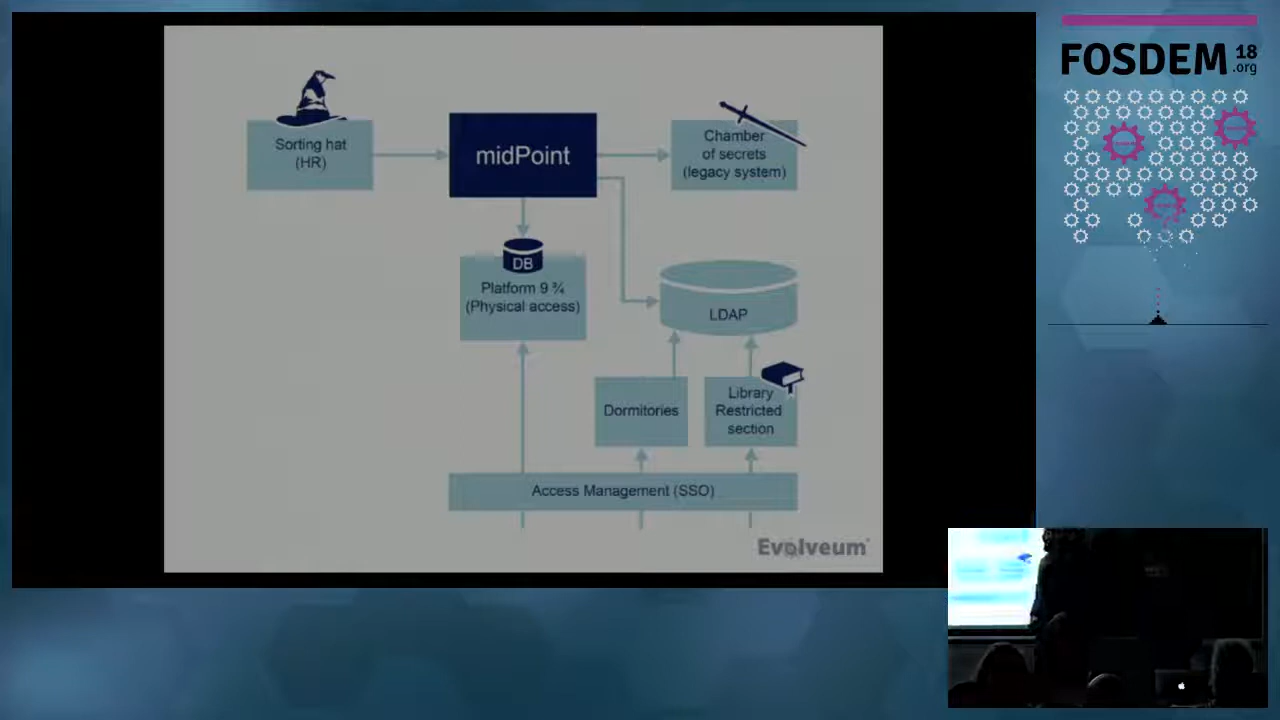 FOSDEM 18
.org
Sorting hat
(HR)
midPoint
Chamber
of secrets
(legacy system)
DB
Platform 9 ¾
(Physical access)
LDAP
Dormitories
Library
Restricted
section
Access Management (SSO)
Evolveum